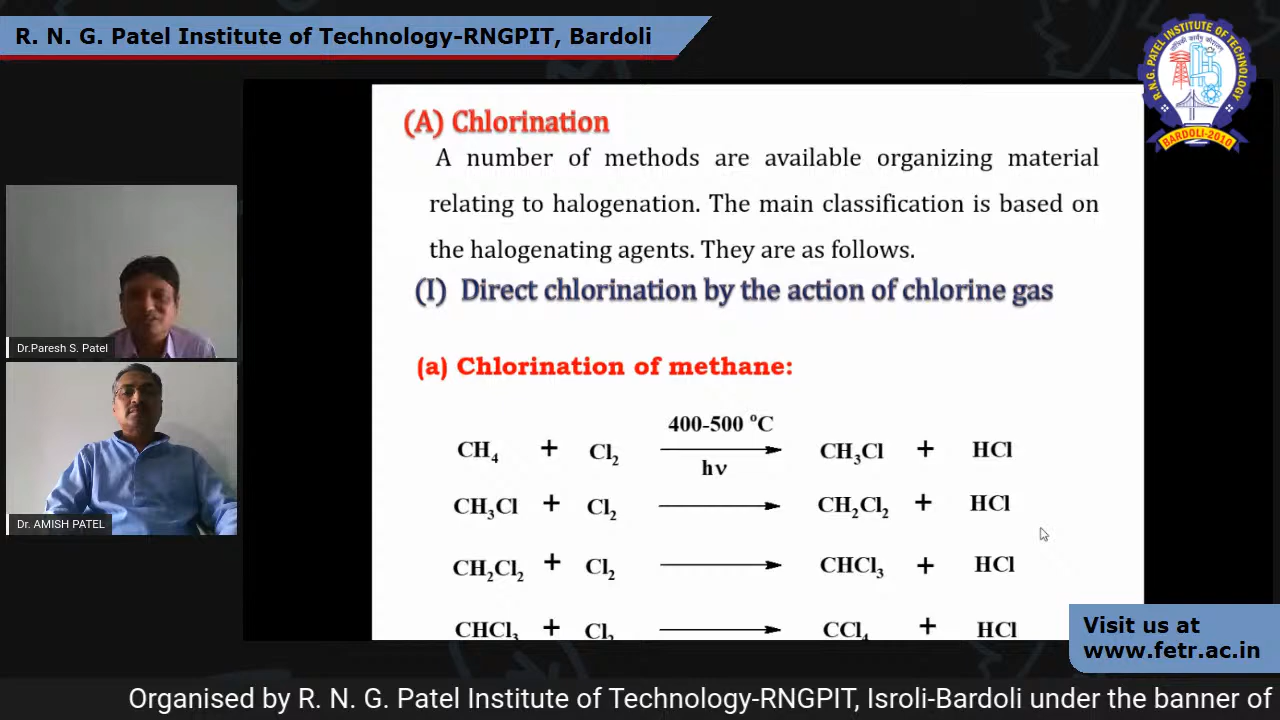 R. N. G. Patel Institute of Technology-RNGPIT, Bardoli
R.N.G. PATEL INSTITUTE OF TECHNOLOGY
BARDOLI-2010
(A) Chlorination
A number of methods are available organizing material
relating to halogenation. The main classification is based on
the halogenating agents. They are as follows.
(I) Direct chlorination by the action of chlorine gas
(a) Chlorination of methane:
400-500 °C
CH₄ + Cl₂ → CH₃Cl + HCl
hν
CH₃Cl + Cl₂ → CH₂Cl₂ + HCl
CH₂Cl₂ + Cl₂ → CHCl₃ + HCl
CHCl₃ + Cl₂ → CCl₄ + HCl
Dr.Paresh S. Patel
Dr. AMISH PATEL
Visit us at
www.fetr.ac.in
Organised by R. N. G. Patel Institute of Technology-RNGPIT, Isroli-Bardoli under the banner of